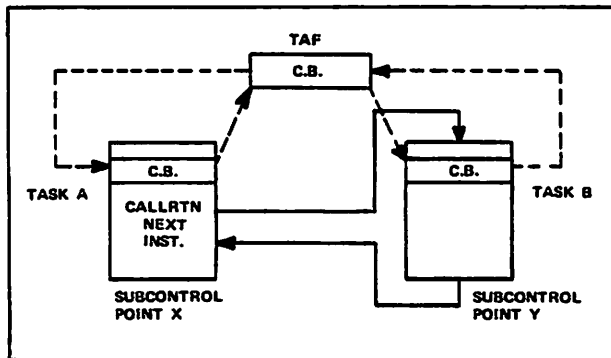 TAF
C.B.
C.B.
C.B.
TASK A
TASK B
CALLRTN
NEXT
INST.
SUBCONTROL
POINT X
SUBCONTROL
POINT Y